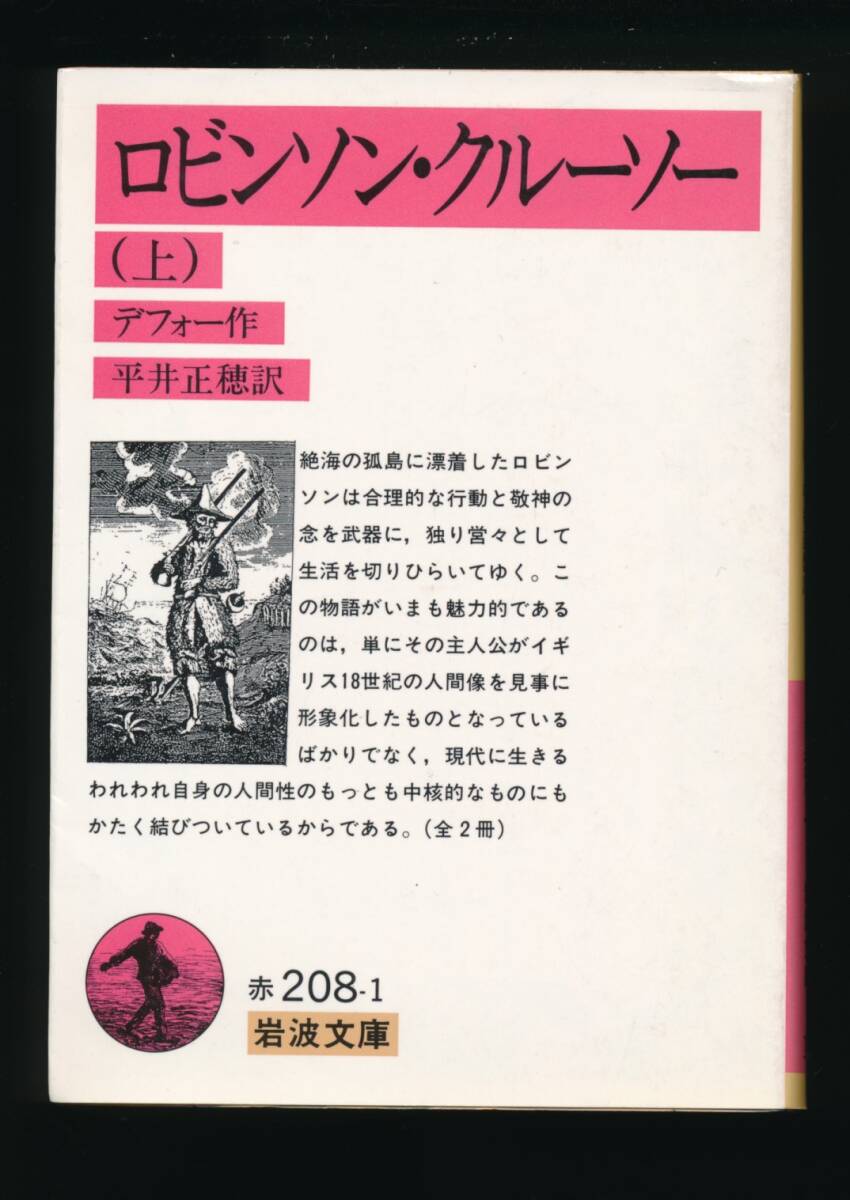 ロビンソン・クルーソー
(上)
デフォー作
平井正穂訳
絶海の孤島に漂着したロビン
ソンは合理的な行動と敬神の
念を武器に，独り営々として
生活を切りひらいてゆく。こ
の物語がいまも魅力的である
のは，単にその主人公がイギ
リス18世紀の人間像を見事に
形象化したものとなっている
ばかりでなく，現代に生きる
われわれ自身の人間性のもっとも中核的なものにも
かたく結びついているからである。(全2冊)
赤 208-1
岩波文庫